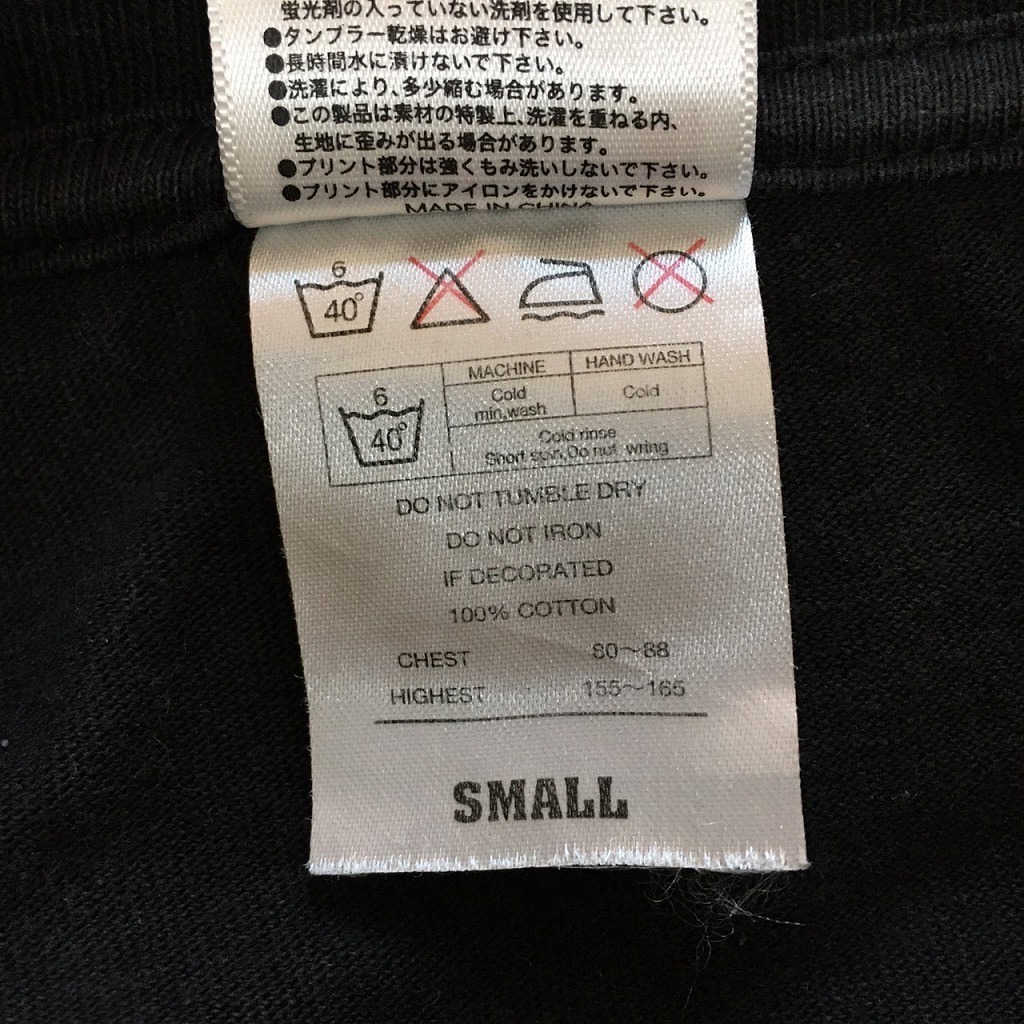 蛍光剤の入っていない洗剤を使用して下さい。
●タンブラー乾燥はお避け下さい。
●長時間水に漬けないで下さい。
●洗濯により、多少縮む場合があります。
●この製品は素材の特製上、洗濯を重ねる内、
生地に歪みが出る場合があります。
●プリント部分は強くもみ洗いしないで下さい。
●プリント部分にアイロンをかけないで下さい。
MADE IN CHINA
6
40°
MACHINE HAND WASH
6
40°
Cold
min,wash
Cold
Cold rinse
Short spin,Do not wring
DO NOT TUMBLE DRY
DO NOT IRON
IF DECORATED
100% COTTON
CHEST 80~88
HIGHEST 155~165
SMALL